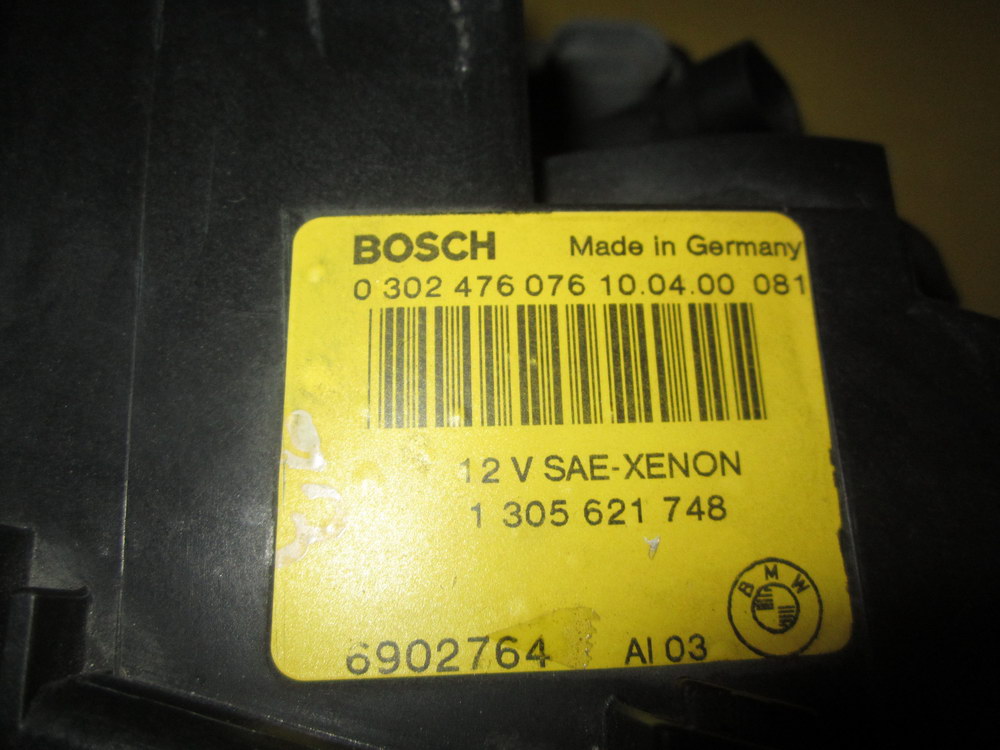 BOSCH Made in Germany
0 302 476 076 10.04.00 081
12 V SAE-XENON
1 305 621 748
BMW
6902764 AI 03